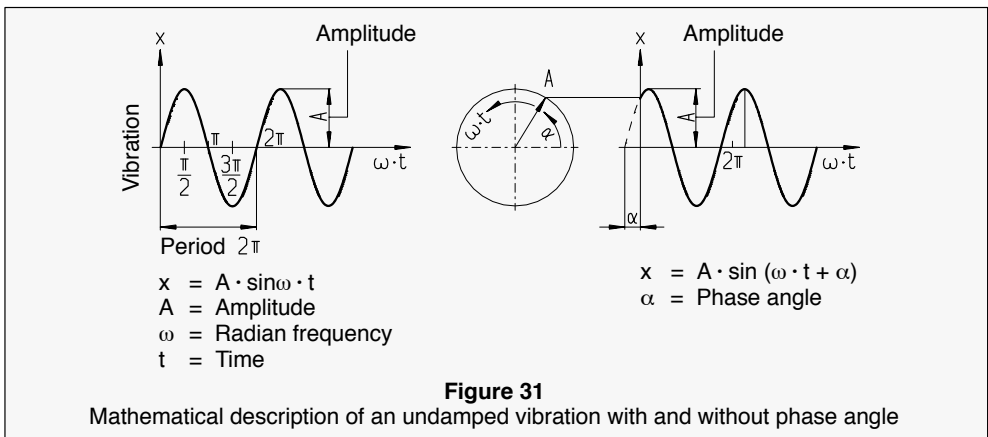 Amplitude
x
A
Vibration
π/2
π
3π/2
2π
ω·t
Period 2π
x = A · sinω · t
A = Amplitude
ω = Radian frequency
t = Time
Amplitude
x
A
ω·t
α
A
2π
ω·t
α
x = A · sin (ω · t + α)
α = Phase angle
Figure 31
Mathematical description of an undamped vibration with and without phase angle